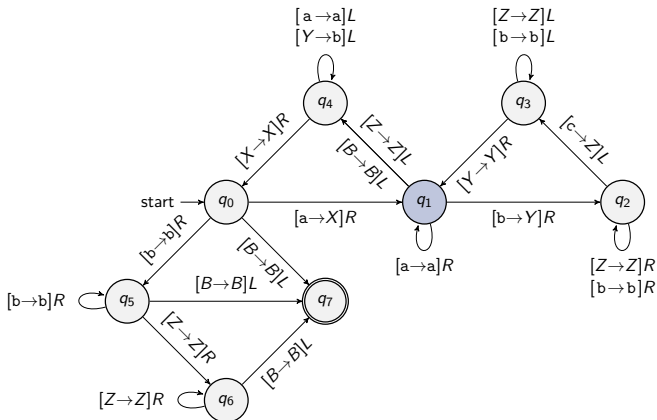 [a→a]L
[Y→b]L
[Z→Z]L
[b→b]L
q4
q3
[X→X]R
[Z→Z]L
[B→B]L
[Y→Y]R
[c→Z]L
start
q0
[a→X]R
q1
[b→Y]R
q2
[b→b]R
[B→B]L
[a→a]R
[Z→Z]R
[b→b]R
[b→b]R
q5
[B→B]L
q7
[Z→Z]R
[B→B]L
[Z→Z]R
q6